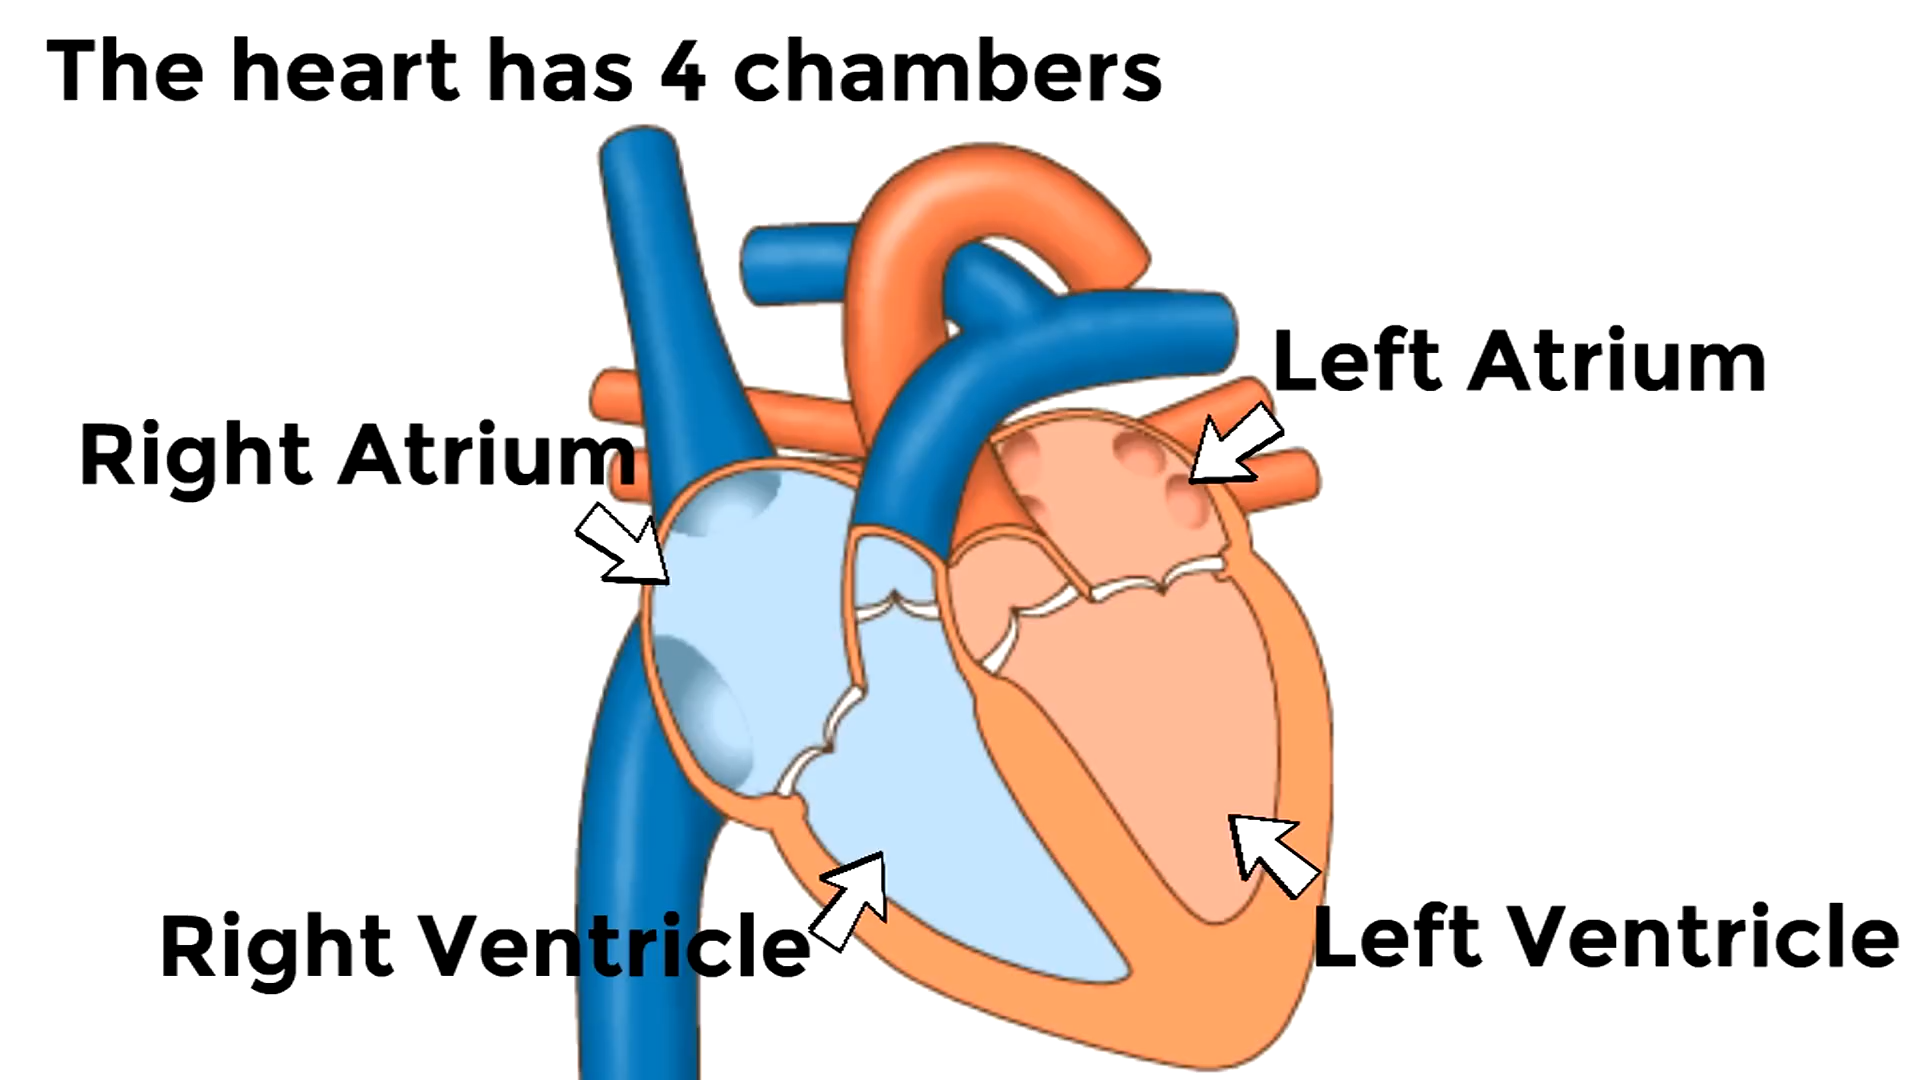 The heart has 4 chambers
Left Atrium
Right Atrium
Right Ventricle
Left Ventricle